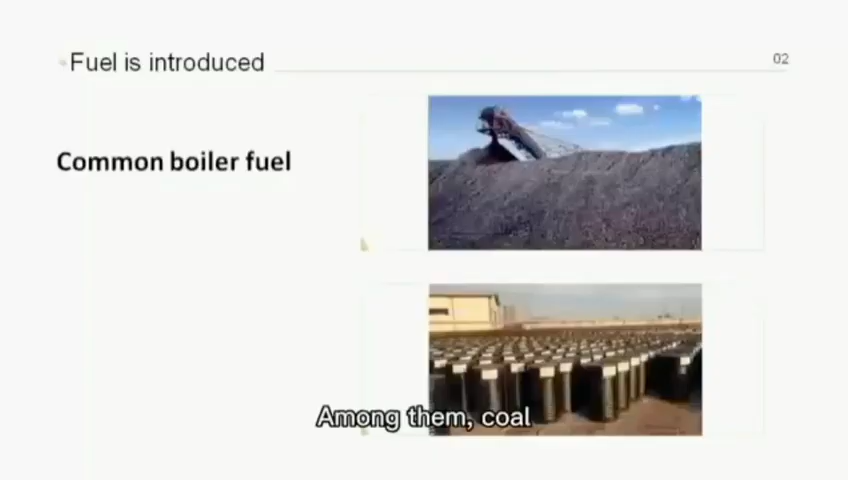 Fuel is introduced
02
Common boiler fuel
Among them, coal